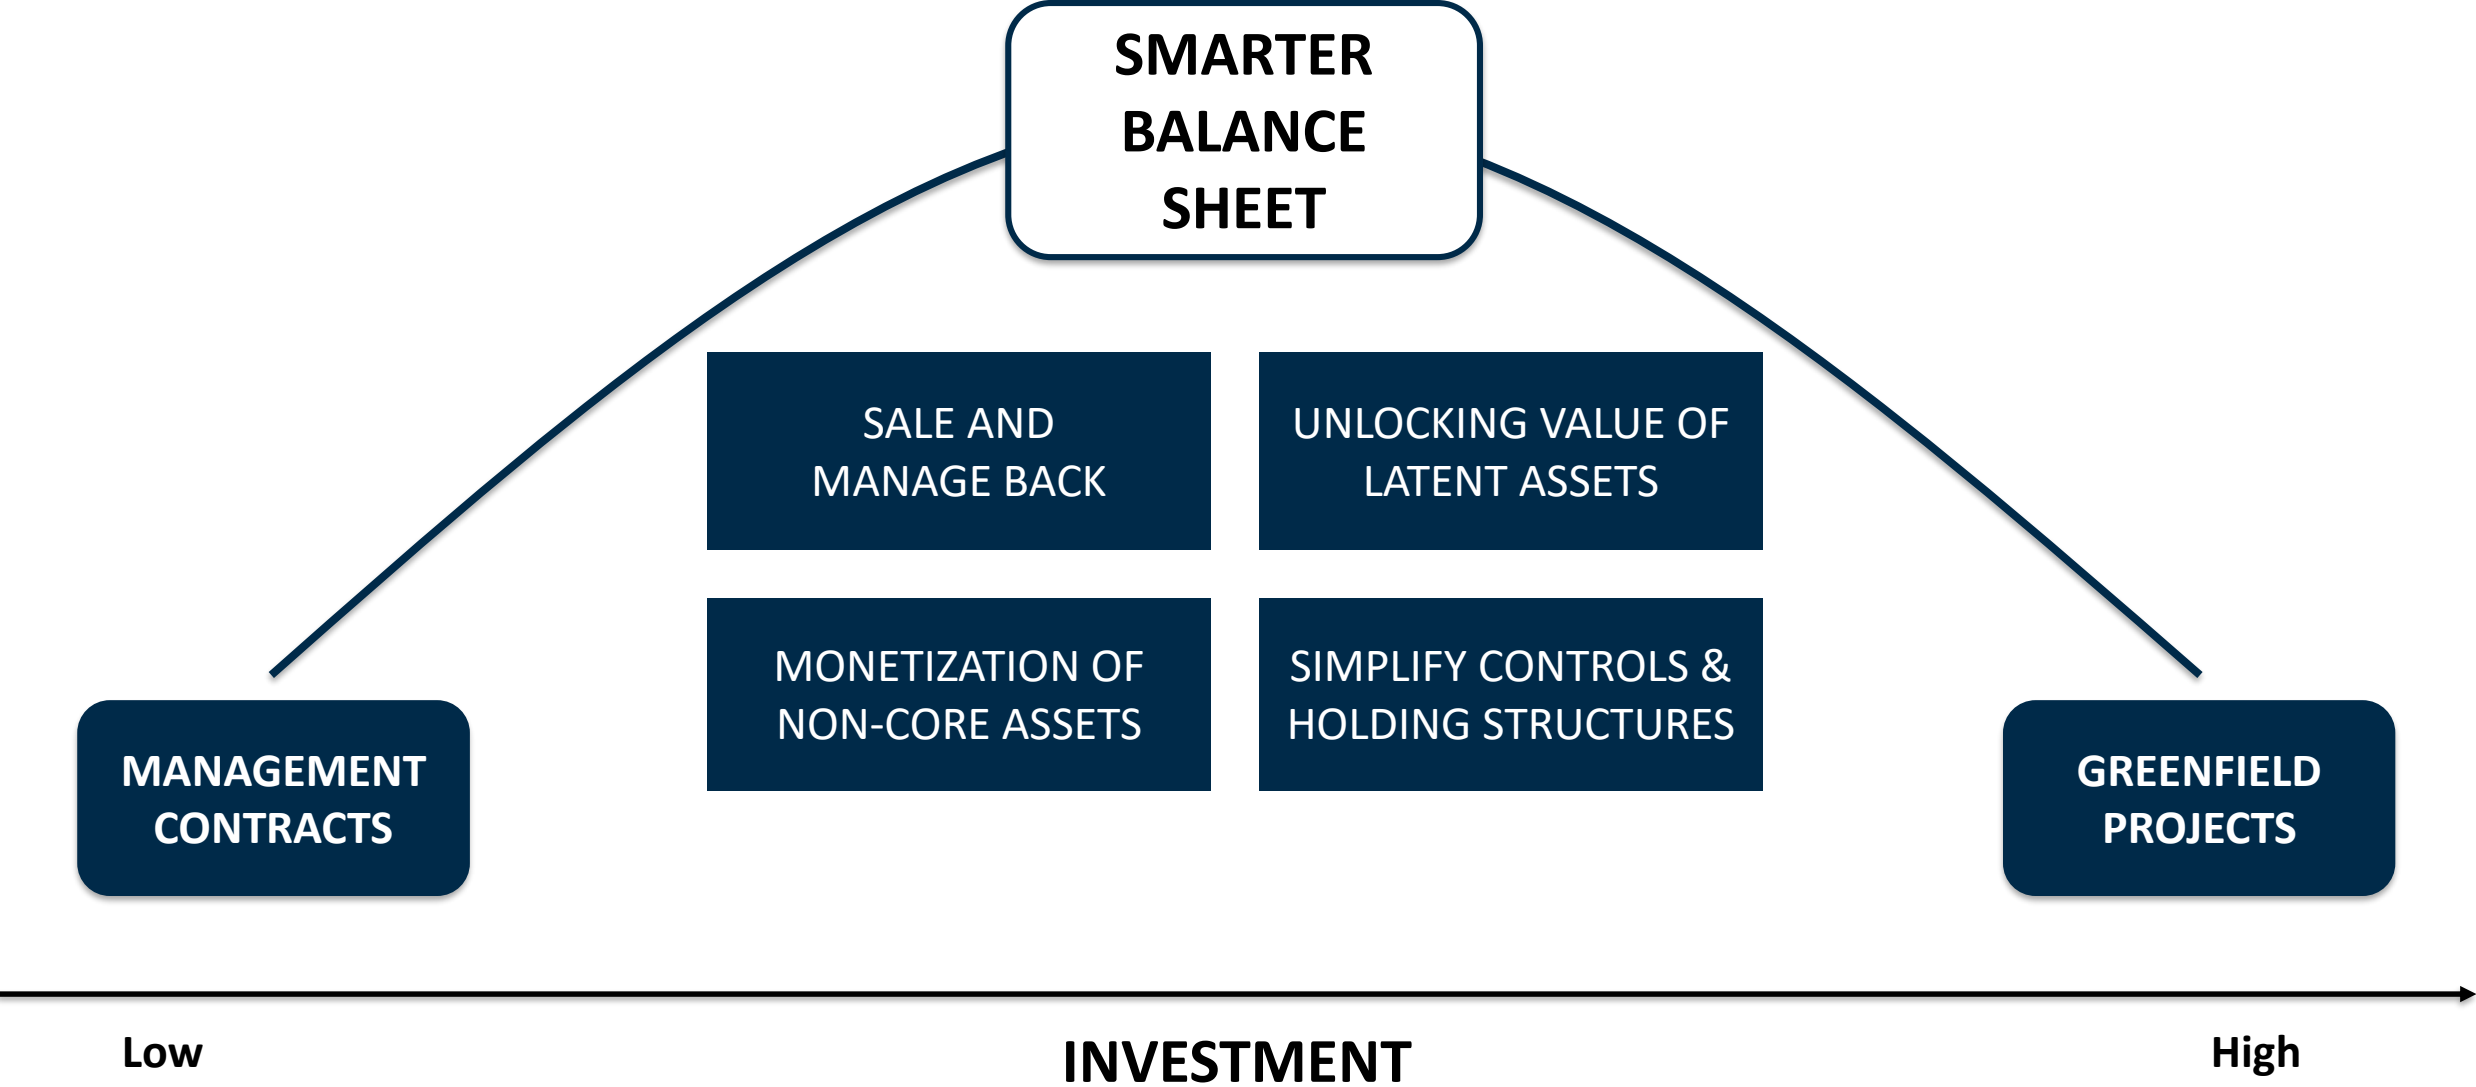 SMARTER
BALANCE
SHEET
SALE AND
MANAGE BACK
UNLOCKING VALUE OF
LATENT ASSETS
MONETIZATION OF
NON-CORE ASSETS
SIMPLIFY CONTROLS &
HOLDING STRUCTURES
MANAGEMENT
CONTRACTS
GREENFIELD
PROJECTS
Low
INVESTMENT
High